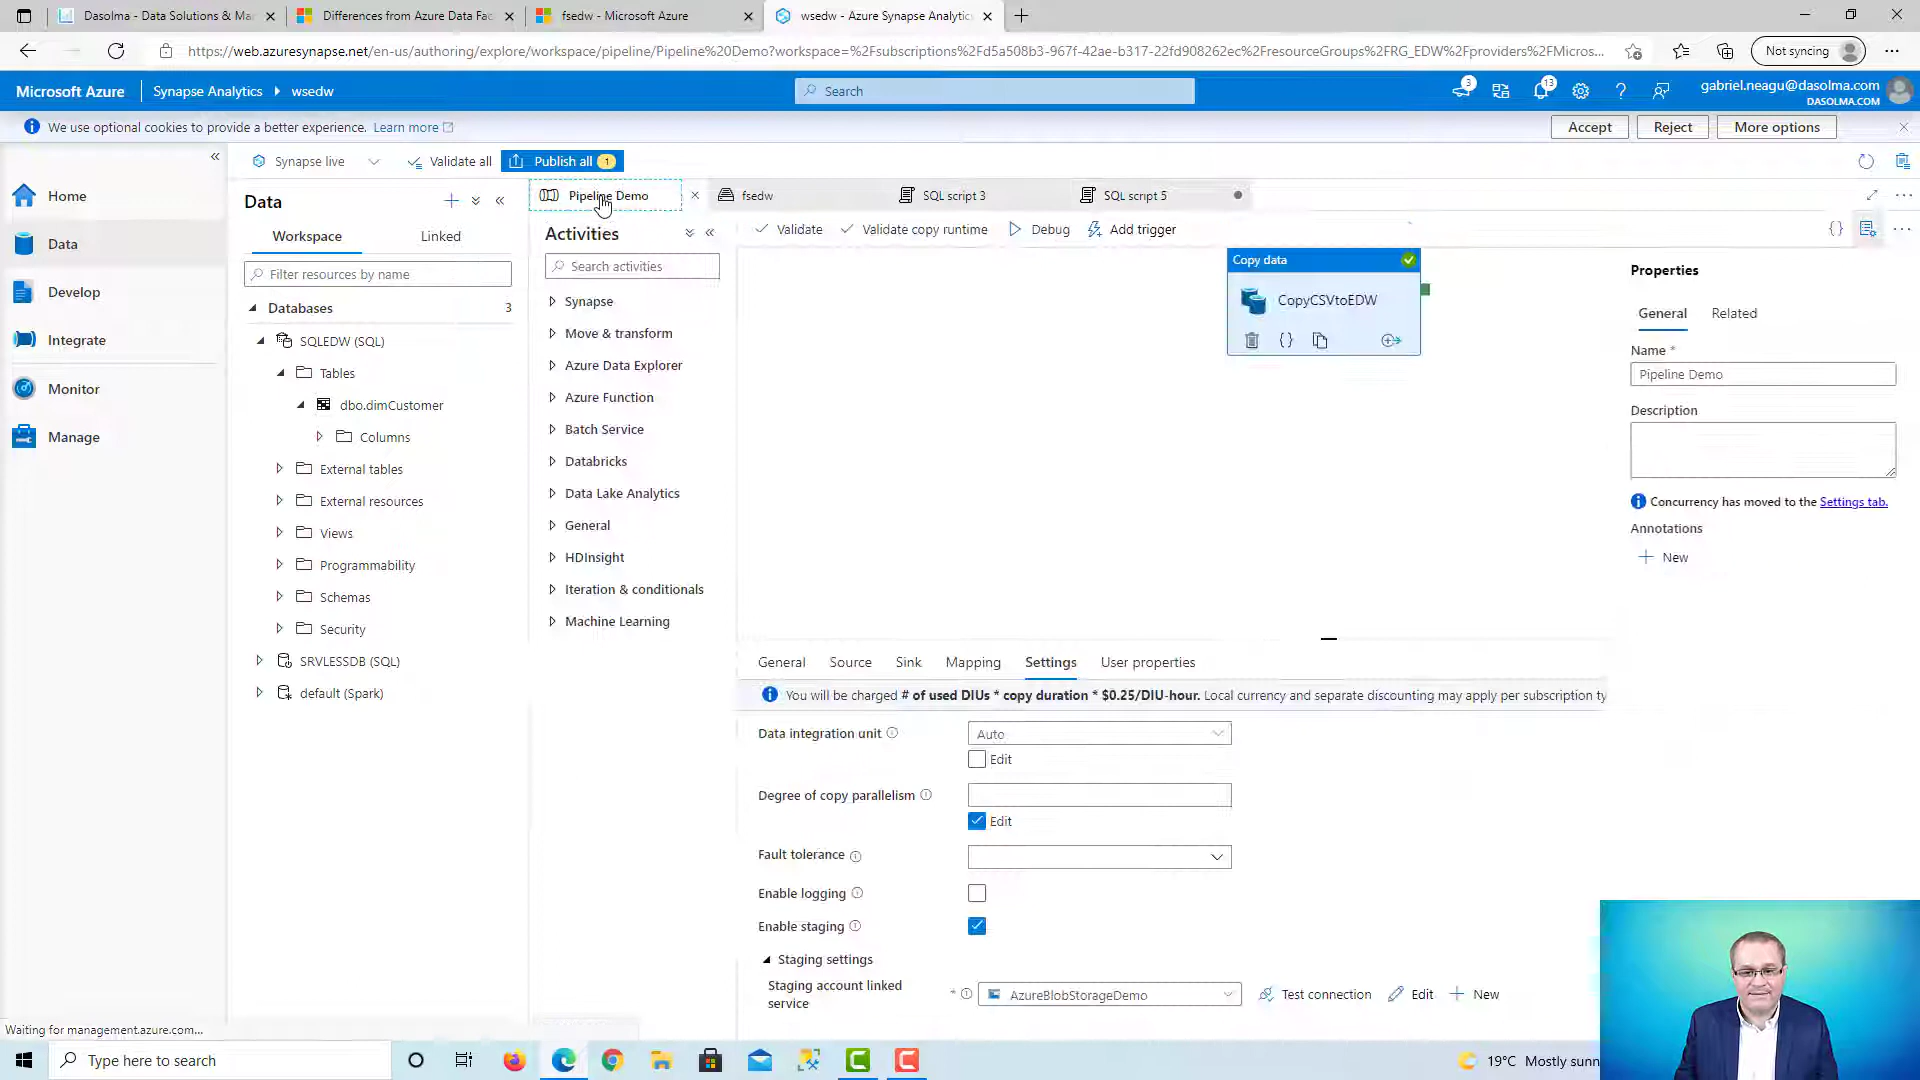 Dasolma - Data Solutions & Mar
Differences from Azure Data Fac
fsedw - Microsoft Azure
wsedw - Azure Synapse Analytics
https://web.azuresynapse.net/en-us/authoring/explore/workspace/pipeline/Pipeline%20Demo?workspace=%2Fsubscriptions%2Fd5a508b3-967f-42ae-b317-22fd908262ec%2FresourceGroups%2FRG_EDW%2Fproviders%2FMicros...
Not syncing
Microsoft Azure
Synapse Analytics
wsedw
Search
3
13
gabriel.neagu@dasolma.com
DASOLMA.COM
We use optional cookies to provide a better experience. Learn more
Accept
Reject
More options
Synapse live
Validate all
Publish all
1
Home
Data
Develop
Integrate
Monitor
Manage
Data
Workspace
Linked
Filter resources by name
Databases
3
SQLEDW (SQL)
Tables
dbo.dimCustomer
Columns
External tables
External resources
Views
Programmability
Schemas
Security
SRVLESSDB (SQL)
default (Spark)
Pipeline Demo
fsedw
SQL script 3
SQL script 5
Activities
Search activities
Synapse
Move & transform
Azure Data Explorer
Azure Function
Batch Service
Databricks
Data Lake Analytics
General
HDInsight
Iteration & conditionals
Machine Learning
Validate
Validate copy runtime
Debug
Add trigger
{}
Copy data
CopyCSVtoEDW
{}
General
Source
Sink
Mapping
Settings
User properties
You will be charged # of used DIUs * copy duration * $0.25/DIU-hour. Local currency and separate discounting may apply per subscription ty
Data integration unit
Auto
Edit
Degree of copy parallelism
Edit
Fault tolerance
Enable logging
Enable staging
Staging settings
Staging account linked
service
*
AzureBlobStorageDemo
Test connection
Edit
New
Properties
General
Related
Name *
Pipeline Demo
Description
Concurrency has moved to the Settings tab.
Annotations
New
Waiting for management.azure.com...
Type here to search
19°C Mostly sunn